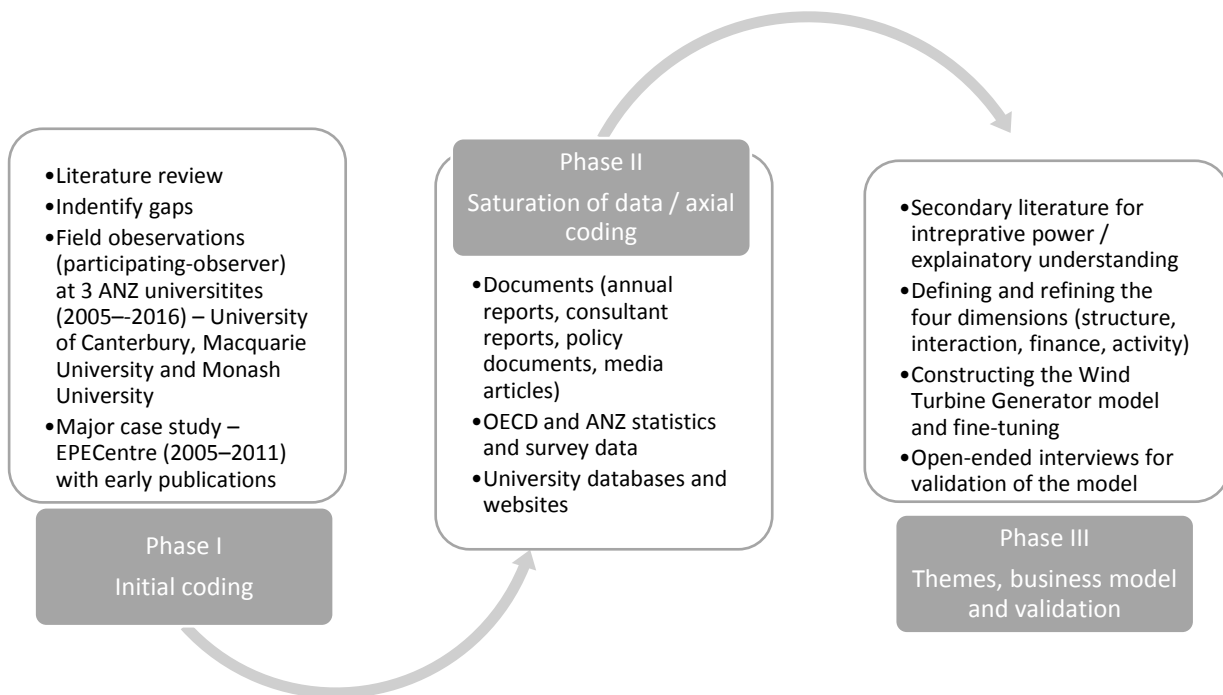 •Literature review
•Indentify gaps
•Field obeservations
(participating-observer)
at 3 ANZ universitites
(2005–-2016) – University
of Canterbury, Macquarie
University and Monash
University
•Major case study –
EPECentre (2005–2011)
with early publications
Phase I
Initial coding
Phase II
Saturation of data / axial
coding
•Documents (annual
reports, consultant
reports, policy
documents, media
articles)
•OECD and ANZ statistics
and survey data
•University databases and
websites
•Secondary literature for
intreprative power /
explainatory understanding
•Defining and refining the
four dimensions (structure,
interaction, finance, activity)
•Constructing the Wind
Turbine Generator model
and fine-tuning
•Open-ended interviews for
validation of the model
Phase III
Themes, business model
and validation